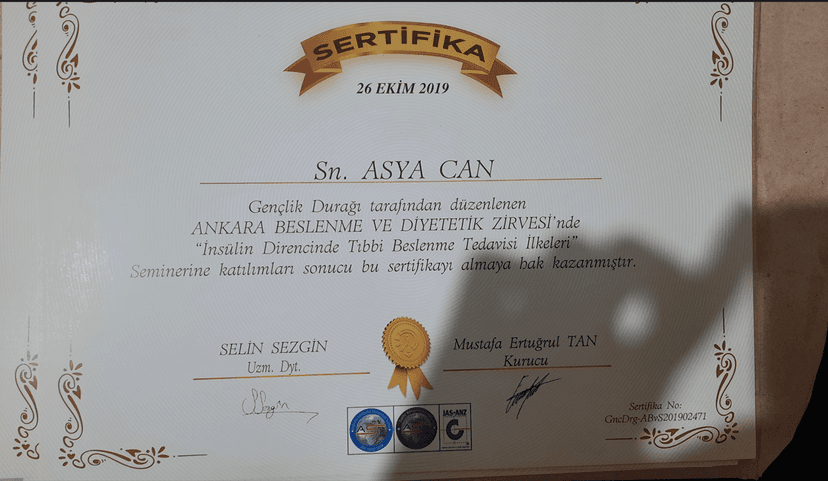 SERTİFİKA
26 EKİM 2019
Sn. ASYA CAN
Gençlik Durağı tarafından düzenlenen
ANKARA BESLENME VE DİYETETİK ZİRVESİ'nde
“İnsülin Direncinde Tıbbi Beslenme Tedavisi İlkeleri”
Seminerine katılımları sonucu bu sertifikayı almaya hak kazanmıştır.
SELİN SEZGİN
Uzm. Dyt.
Mustafa Ertuğrul TAN
Kurucu
JAS-ANZ
Sertifika No:
GncDrg-ABvS201902471